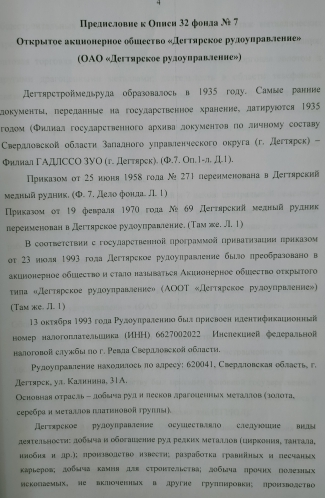 4
Предисловие к Описи 32 фонда № 7
Открытое акционерное общество «Дегтярское рудоуправление»
(ОАО «Дегтярское рудоуправление»)
Дегтярстроймедьруда образовалось в 1935 году. Самые ранние
документы, переданные на государственное хранение, датируются 1935
годом (Филиал государственного архива документов по личному составу
Свердловской области Западного управленческого округа (г. Дегтярск) –
Филиал ГАДЛССО ЗУО (г. Дегтярск). (Ф.7. Оп.1-л. Д.1).
Приказом от 25 июня 1958 года № 271 переименована в Дегтярский
медный рудник. (Ф. 7. Дело фонда. Л. 1)
Приказом от 19 февраля 1970 года № 69 Дегтярский медный рудник
переименован в Дегтярское рудоуправление. (Там же. Л. 1)
В соответствии с государственной программой приватизации приказом
от 23 июля 1993 года Дегтярское рудоуправление было преобразовано в
акционерное общество и стало называться Акционерное общество открытого
типа «Дегтярское рудоуправление» (АООТ «Дегтярское рудоуправление»)
(Там же. Л. 1)
13 октября 1993 года Рудоупралению был присвоен идентификационный
номер налогоплательщика (ИНН) 6627002022 Инспекцией федеральной
налоговой службы по г. Ревда Свердловской области.
Рудоуправление находилось по адресу: 620041, Свердловская область, г.
Дегтярск, ул. Калинина, 31А.
Основная отрасль – добыча руд и песков драгоценных металлов (золота,
серебра и металлов платиновой группы).
Дегтярское рудоуправление осуществляло следующие виды
деятельности: добыча и обогащение руд редких металлов (циркония, тантала,
ниобия и др.); производство извести; разработка гравийных и песчаных
карьеров; добыча камня для строительства; добыча прочих полезных
ископаемых, не включенных в другие группировки; производство